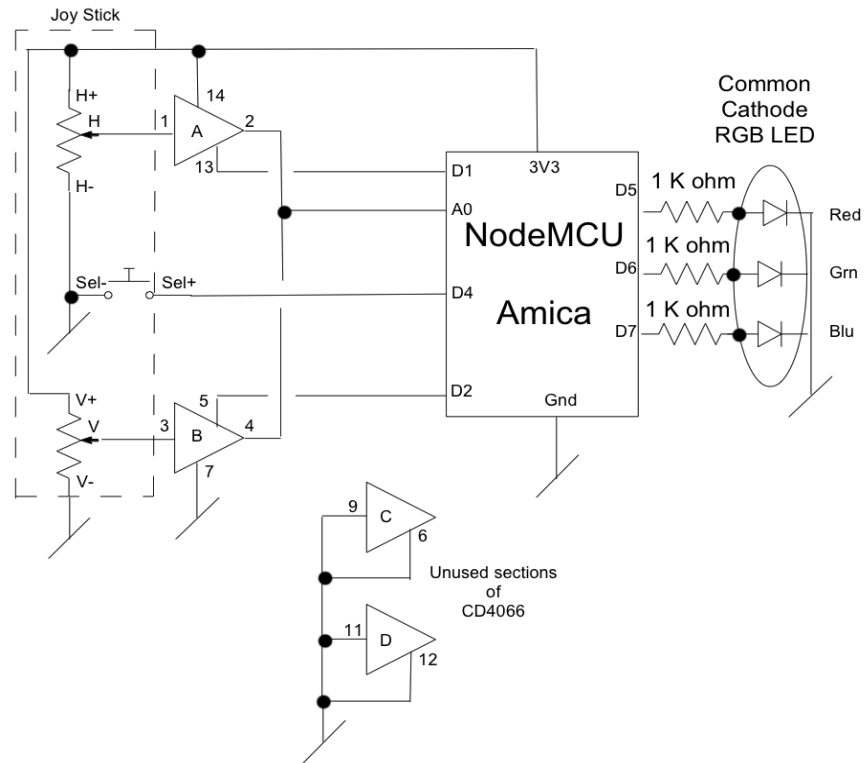 Joy Stick
H+
H
H-
1
A
2
14
13
Sel-
Sel+
V+
V
V-
3
B
4
5
7
3V3
D1
A0
D4
D2
NodeMCU
Amica
D5
D6
D7
Gnd
1 K ohm
1 K ohm
1 K ohm
Common
Cathode
RGB LED
Red
Grn
Blu
9
C
6
11
D
12
Unused sections
of
CD4066